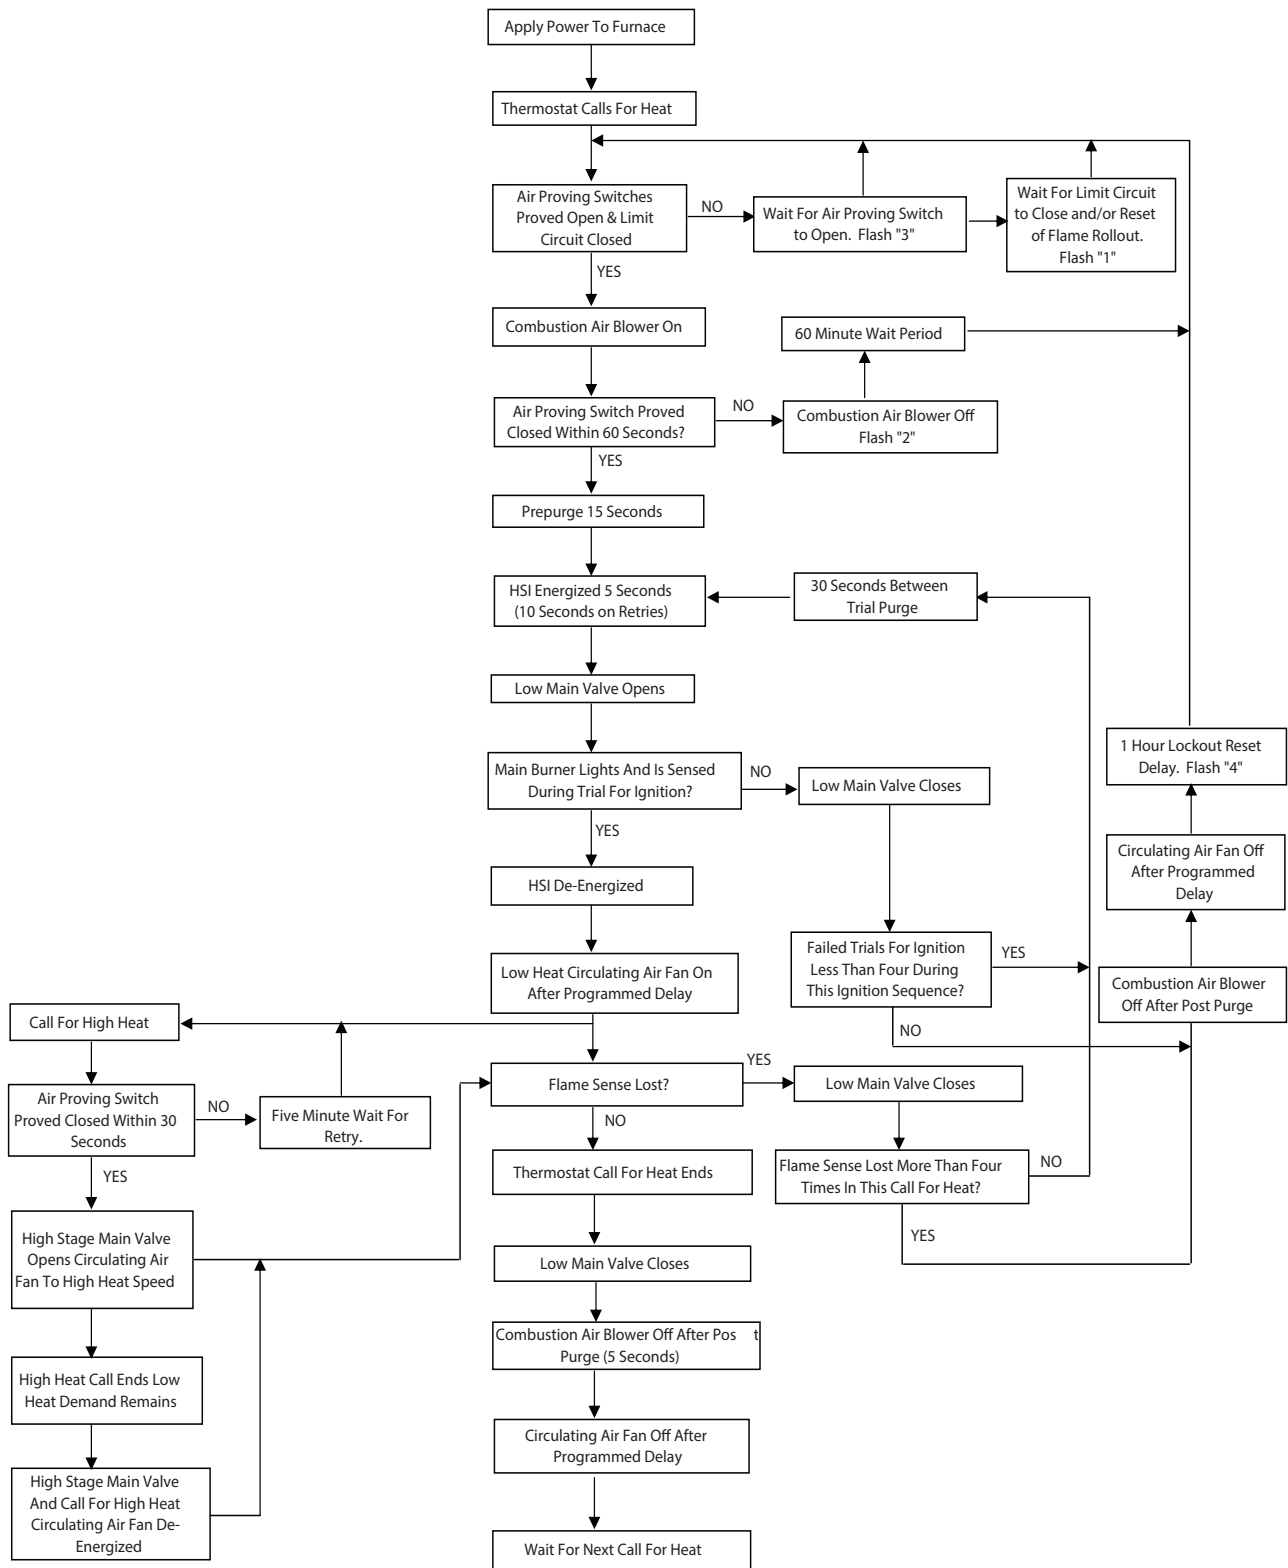 Apply Power To Furnace
Thermostat Calls For Heat
Air Proving Switches
Proved Open & Limit
Circuit Closed
NO
Wait For Air Proving Switch
to Open. Flash "3"
Wait For Limit Circuit
to Close and/or Reset
of Flame Rollout.
Flash "1"
YES
Combustion Air Blower On
60 Minute Wait Period
Air Proving Switch Proved
Closed Within 60 Seconds?
NO
Combustion Air Blower Off
Flash "2"
YES
Prepurge 15 Seconds
HSI Energized 5 Seconds
(10 Seconds on Retries)
30 Seconds Between
Trial Purge
Low Main Valve Opens
Main Burner Lights And Is Sensed
During Trial For Ignition?
NO
Low Main Valve Closes
1 Hour Lockout Reset
Delay. Flash "4"
YES
HSI De-Energized
Circulating Air Fan Off
After Programmed
Delay
Failed Trials For Ignition
Less Than Four During
This Ignition Sequence?
YES
NO
Low Heat Circulating Air Fan On
After Programmed Delay
Combustion Air Blower
Off After Post Purge
Call For High Heat
Air Proving Switch
Proved Closed Within 30
Seconds
NO
Five Minute Wait For
Retry.
Flame Sense Lost?
YES
Low Main Valve Closes
NO
YES
Thermostat Call For Heat Ends
Flame Sense Lost More Than Four
Times In This Call For Heat?
NO
YES
High Stage Main Valve
Opens Circulating Air
Fan To High Heat Speed
Low Main Valve Closes
Combustion Air Blower Off After Pos t
Purge (5 Seconds)
High Heat Call Ends Low
Heat Demand Remains
Circulating Air Fan Off After
Programmed Delay
High Stage Main Valve
And Call For High Heat
Circulating Air Fan De-
Energized
Wait For Next Call For Heat